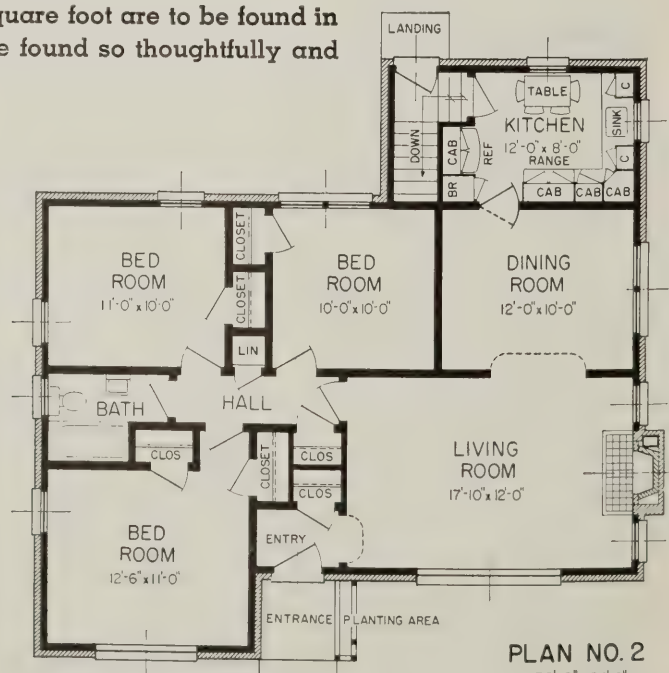 quare foot are to be found in
e found so thoughtfully and
LANDING
TABLE
C
KITCHEN
12'-0" x 8'-0"
SINK
RANGE
C
DOWN
CAB
REF
BR
CAB
CAB
CAB
BED
ROOM
11'-0" x 10'-0"
CLOSET
CLOSET
LIN
BED
ROOM
10'-0" x 10'-0"
DINING
ROOM
12'-0" x 10'-0"
BATH
HALL
CLOS
CLOSET
CLOS
CLOS
LIVING
ROOM
17'-10" x 12'-0"
BED
ROOM
12'-6" x 11'-0"
ENTRY
ENTRANCE
PLANTING AREA
PLAN NO. 2